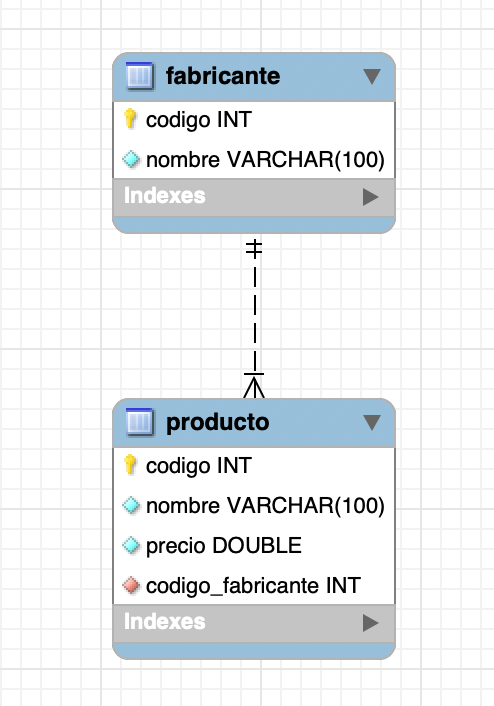 fabricante
codigo INT
nombre VARCHAR(100)
Indexes
producto
codigo INT
nombre VARCHAR(100)
precio DOUBLE
codigo_fabricante INT
Indexes